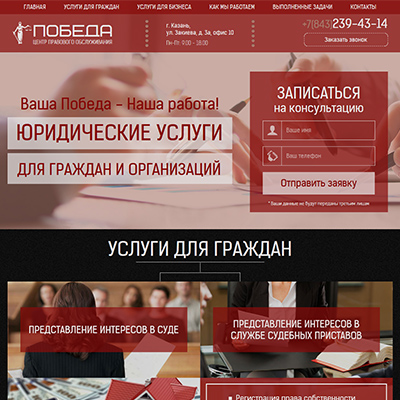 ГЛАВНАЯ УСЛУГИ ДЛЯ ГРАЖДАН УСЛУГИ ДЛЯ БИЗНЕСА КАК МЫ РАБОТАЕМ ВЫПОЛНЕННЫЕ ЗАДАЧИ КОНТАКТЫ
ПОБЕДА
ЦЕНТР ПРАВОВОГО ОБСЛУЖИВАНИЯ
г. Казань,
ул. Закиева, д. 3а, офис 10
Пн-Пт: 9:00 - 18:00
+7(843)239-43-14
Заказать звонок
Ваша Победа - Наша работа!
ЮРИДИЧЕСКИЕ УСЛУГИ
ДЛЯ ГРАЖДАН И ОРГАНИЗАЦИЙ
ЗАПИСАТЬСЯ
на консультацию
Ваше имя
Ваш телефон
Отправить заявку
* Ваши данные не будут переданы третьим лицам
УСЛУГИ ДЛЯ ГРАЖДАН
ПРЕДСТАВЛЕНИЕ ИНТЕРЕСОВ В СУДЕ
ПРЕДСТАВЛЕНИЕ ИНТЕРЕСОВ В
СЛУЖБЕ СУДЕБНЫХ ПРИСТАВОВ
Регистрация права собственности